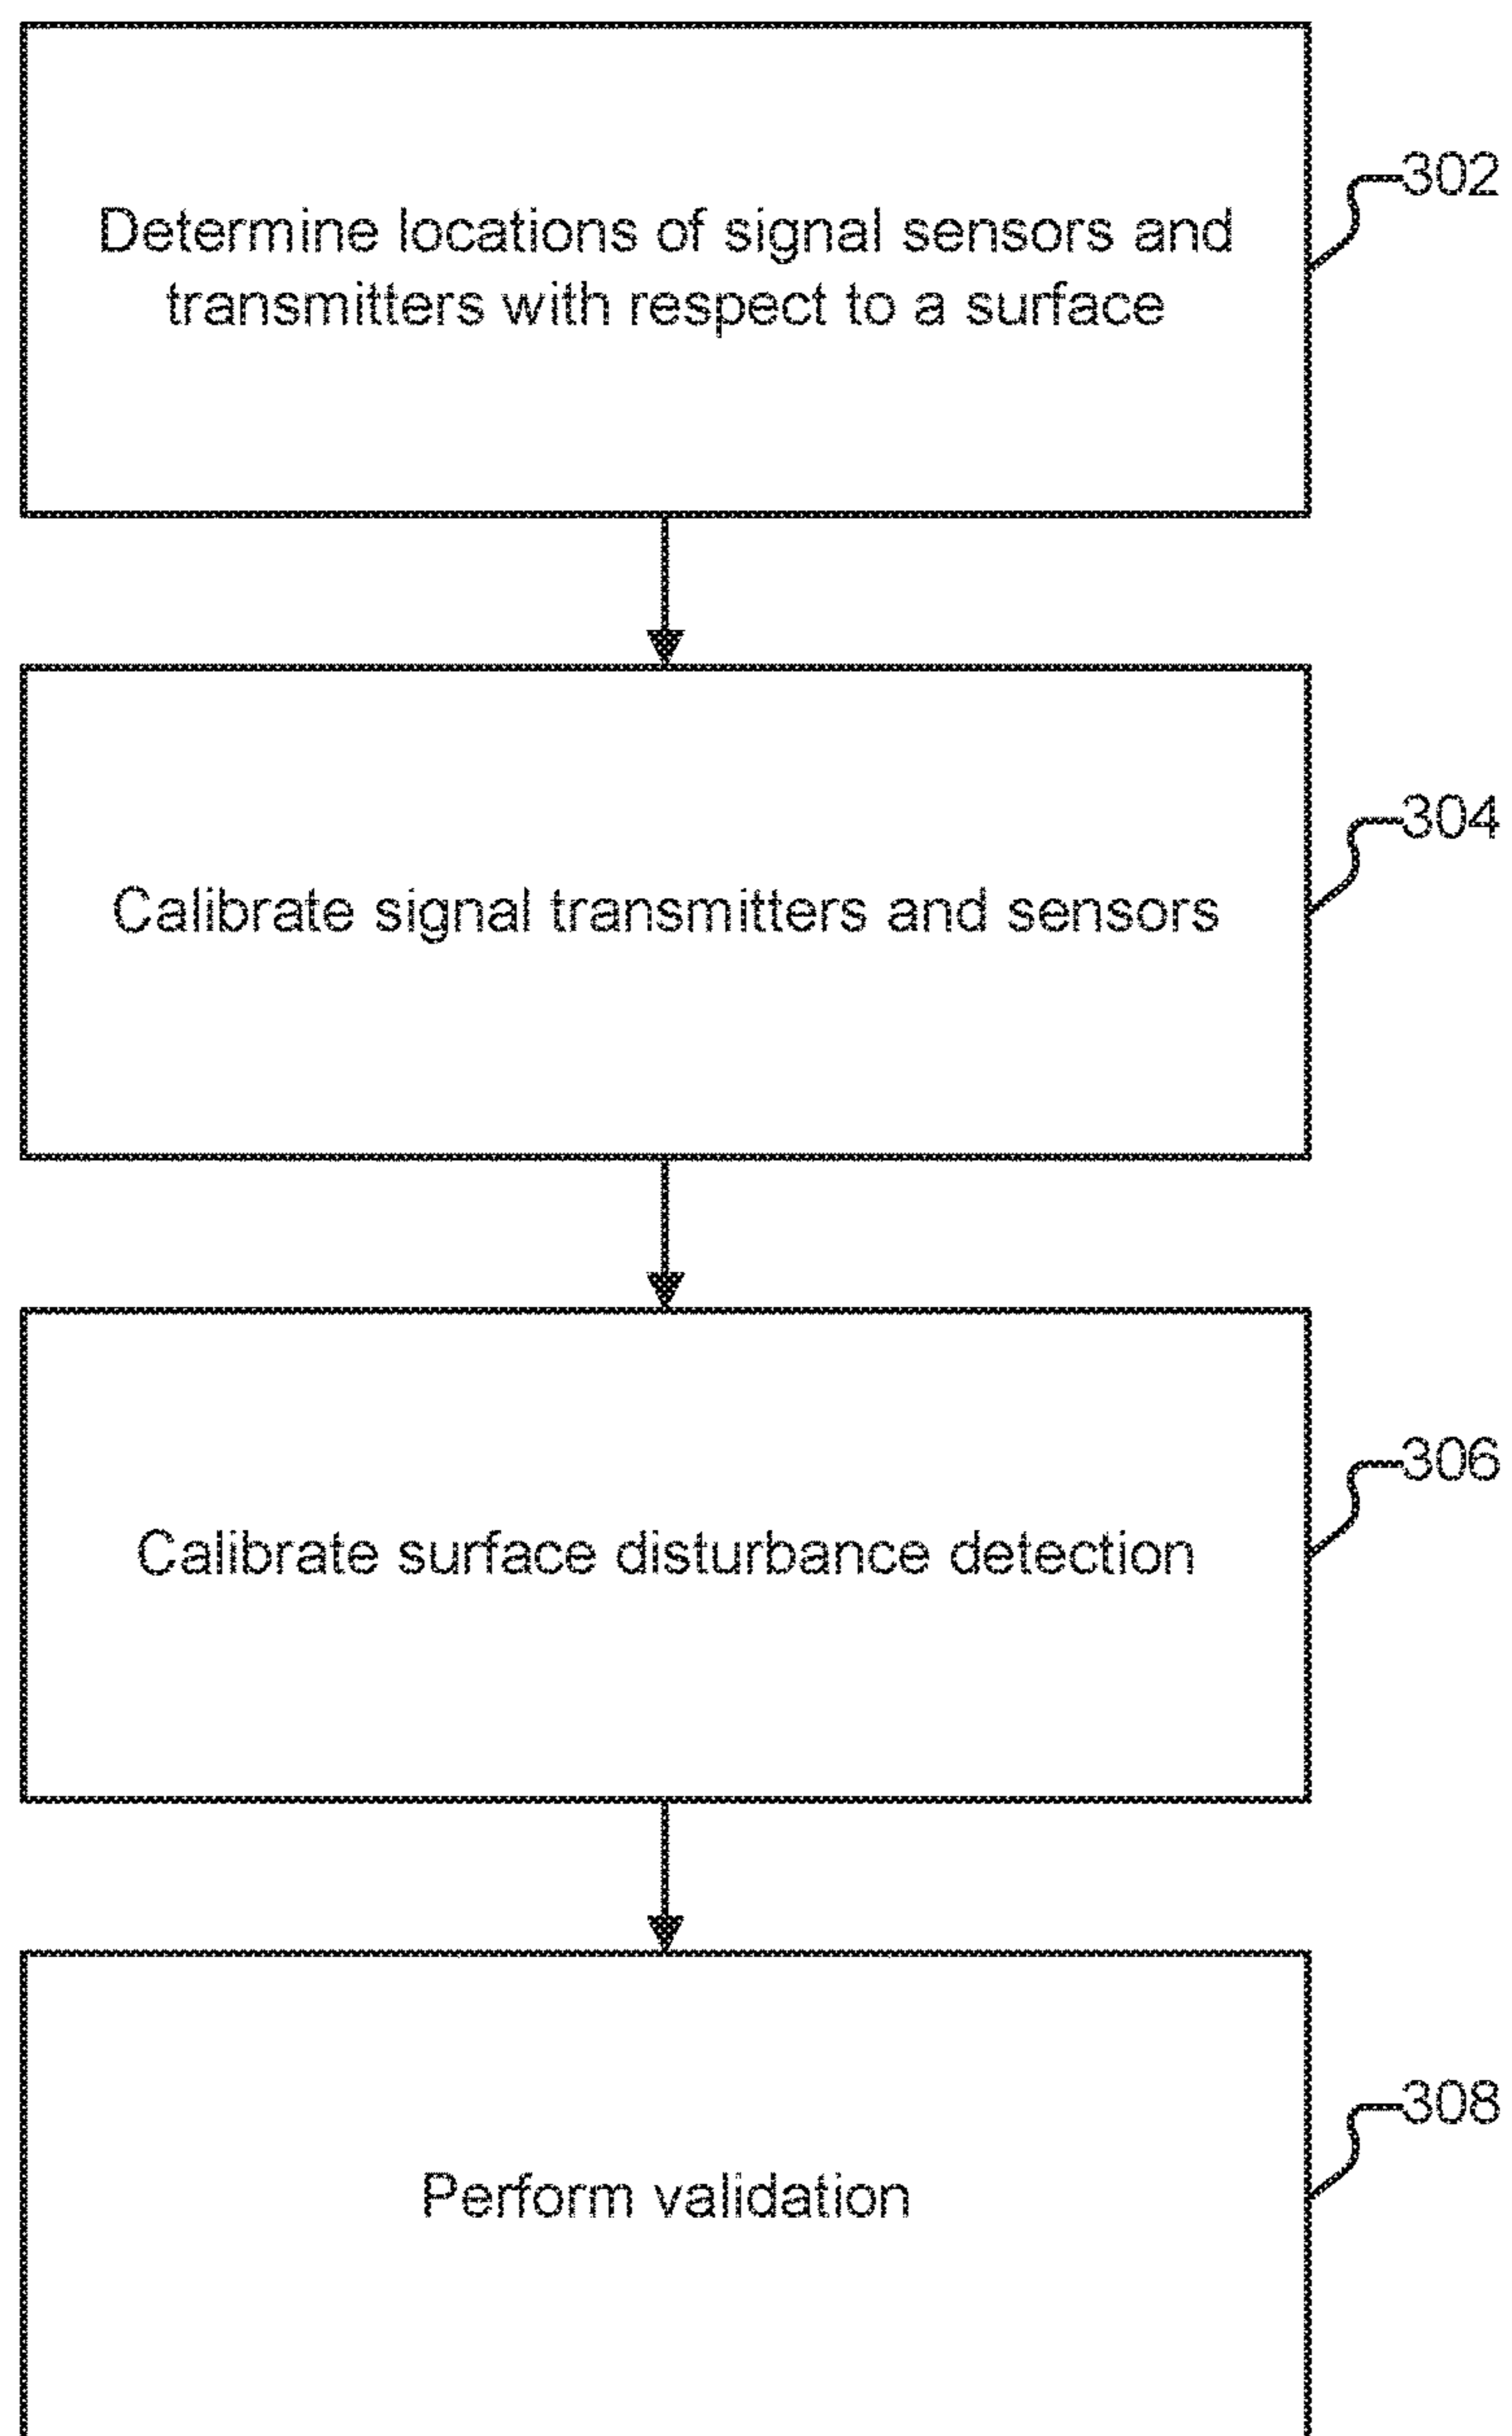 Determine locations of signal sensors and
transmitters with respect to a surface
302
Calibrate signal transmitters and sensors
304
Calibrate surface disturbance detection
306
Perform validation
308